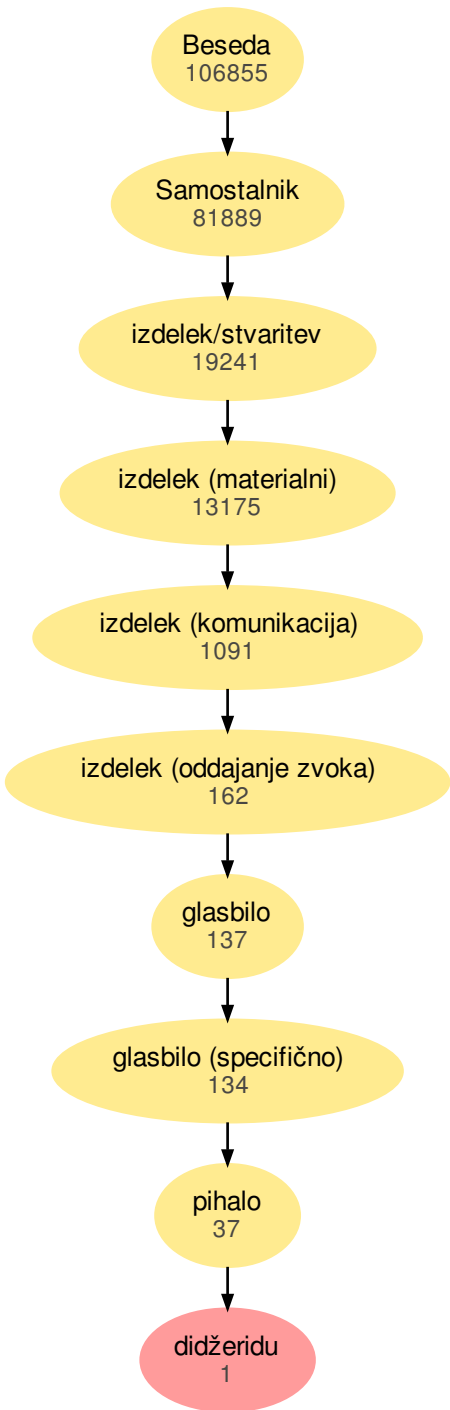 Beseda
106855
Samostalnik
81889
izdelek/stvaritev
19241
izdelek (materialni)
13175
izdelek (komunikacija)
1091
izdelek (oddajanje zvoka)
162
glasbilo
137
glasbilo (specifično)
134
pihalo
37
didžeridu
1